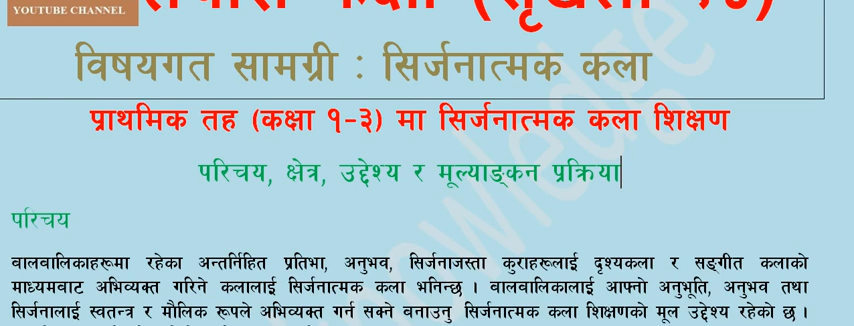 YOUTUBE CHANNEL
विषयगत सामग्री : सिर्जनात्मक कला
प्राथमिक तह (कक्षा १-३) मा सिर्जनात्मक कला शिक्षण
परिचय, क्षेत्र, उद्देश्य र मूल्याङ्कन प्रक्रिया
परिचय
बालबालिकाहरूमा रहेका अन्तर्निहित प्रतिभा, अनुभव, सिर्जनाजस्ता कुराहरूलाई दृश्यकला र सङ्गीत कलाको
माध्यमबाट अभिव्यक्त गरिने कलालाई सिर्जनात्मक कला भनिन्छ । बालबालिकालाई आफ्नो अनुभूति, अनुभव तथा
सिर्जनालाई स्वतन्त्र र मौलिक रूपले अभिव्यक्त गर्न सक्ने बनाउनु सिर्जनात्मक कला शिक्षणको मूल उद्देश्य रहेको छ ।